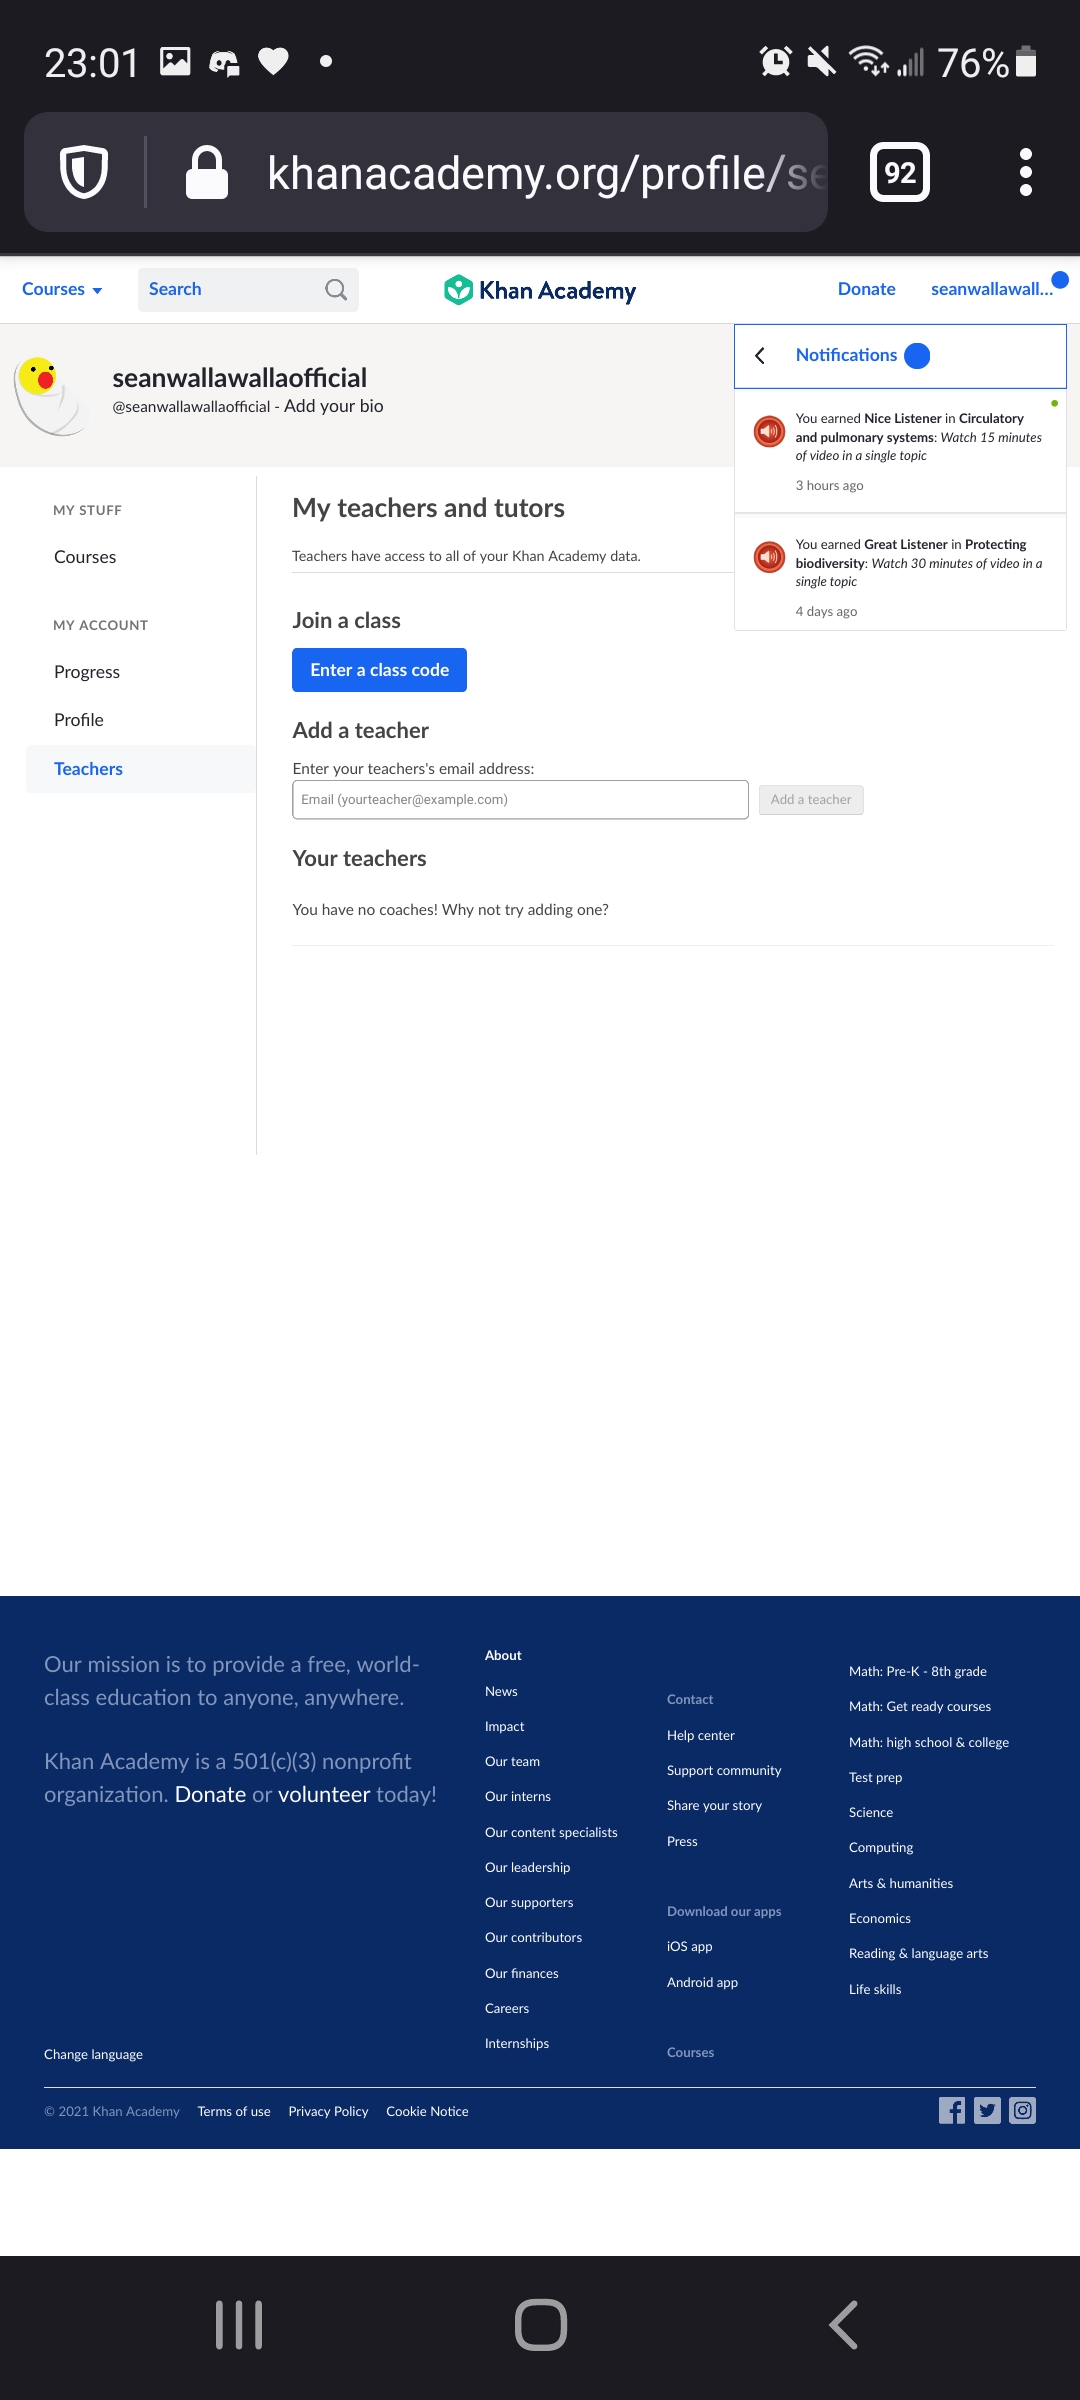 23:01
76%
khanacademy.org/profile/se
92
Courses
Search
Khan Academy
Donate
seanwallawall...
seanwallawallaofficial
@seanwallawallaofficial - Add your bio
Notifications
You earned Nice Listener in Circulatory
and pulmonary systems: Watch 15 minutes
of video in a single topic
3 hours ago
You earned Great Listener in Protecting
biodiversity: Watch 30 minutes of video in a
single topic
4 days ago
MY STUFF
Courses
MY ACCOUNT
Progress
Profile
Teachers
My teachers and tutors
Teachers have access to all of your Khan Academy data.
Join a class
Enter a class code
Add a teacher
Enter your teachers's email address:
Email (yourteacher@example.com)
Add a teacher
Your teachers
You have no coaches! Why not try adding one?
Our mission is to provide a free, world-
class education to anyone, anywhere.
Khan Academy is a 501(c)(3) nonprofit
organization. Donate or volunteer today!
About
News
Impact
Our team
Our interns
Our content specialists
Our leadership
Our supporters
Our contributors
Our finances
Careers
Internships
Contact
Help center
Support community
Share your story
Press
Download our apps
iOS app
Android app
Courses
Math: Pre-K - 8th grade
Math: Get ready courses
Math: high school & college
Test prep
Science
Computing
Arts & humanities
Economics
Reading & language arts
Life skills
Change language
© 2021 Khan Academy
Terms of use
Privacy Policy
Cookie Notice